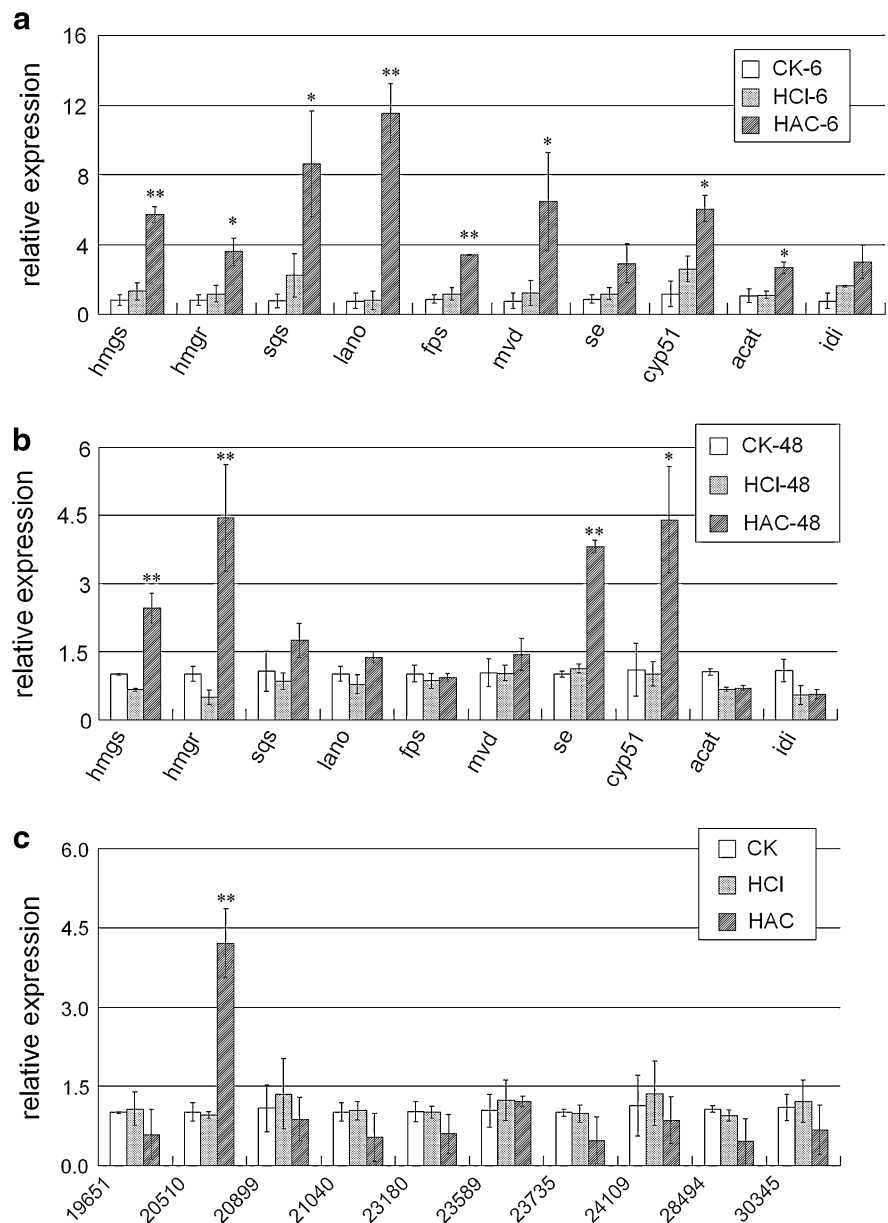 a
16
12
8
4
0
relative expression
CK-6
HCl-6
HAC-6
** * * ** ** * * *
hmgs hmgr sqs lano fps mvd se cyp51 acat idi
b
6
4.5
3
1.5
0
relative expression
CK-48
HCl-48
HAC-48
** ** ** *
hmgs hmgr sqs lano fps mvd se cyp51 acat idi
c
6.0
4.5
3.0
1.5
0.0
relative expression
CK
HCl
HAC
**
19651 20510 20899 21040 23180 23589 23735 24109 28494 30345